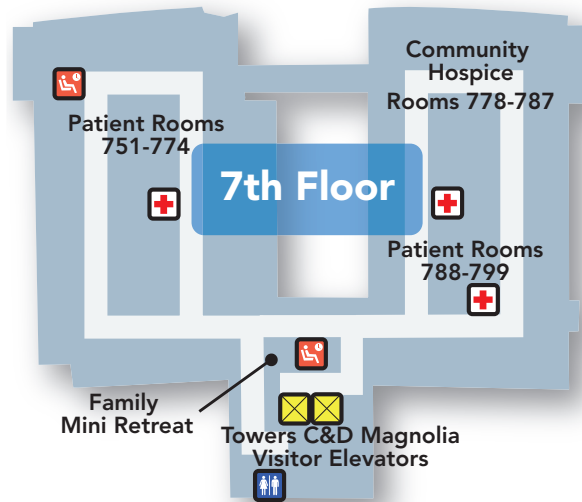 Community
Hospice
Rooms 778-787
Patient Rooms
751-774
7th Floor
Patient Rooms
788-799
Family
Mini Retreat
Towers C&D Magnolia
Visitor Elevators